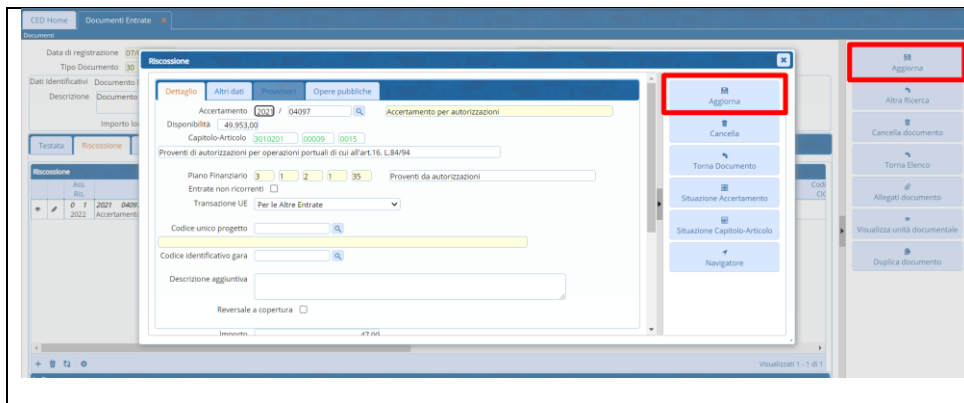 CED Home Documenti Entrate
Documenti
Data di registrazione
Tipo Documento 30
Dati Identificativi Documento
Descrizione Documento
Testata
Riscossione
Ass. Ris.
0 1 2021
2022 Accertament
Visualizzati 1 - 1 di 1
Riscossione
Dettaglio Altri dati Provvisori Opere pubbliche
Accertamento 2021 / 04097 Accertamento per autorizzazioni
Disponibilità 49.953,00
Capitolo-Articolo 3010201 00009 0015
Proventi di autorizzazioni per operazioni portuali di cui all'art.16. L.84/94
Piano Finanziario 3 1 2 1 35 Proventi da autorizzazioni
Entrate non ricorrenti
Transazione UE Per le Altre Entrate
Codice unico progetto
Codice identificativo gara
Descrizione aggiuntiva
Reversale a copertura
Importo 47,00
Aggiorna
Cancella
Torna Documento
Situazione Accertamento
Situazione Capitolo-Articolo
Navigatore
Aggiorna
Altra Ricerca
Cancella documento
Torna Elenco
Allegati documento
Visualizza unità documentale
Duplica documento